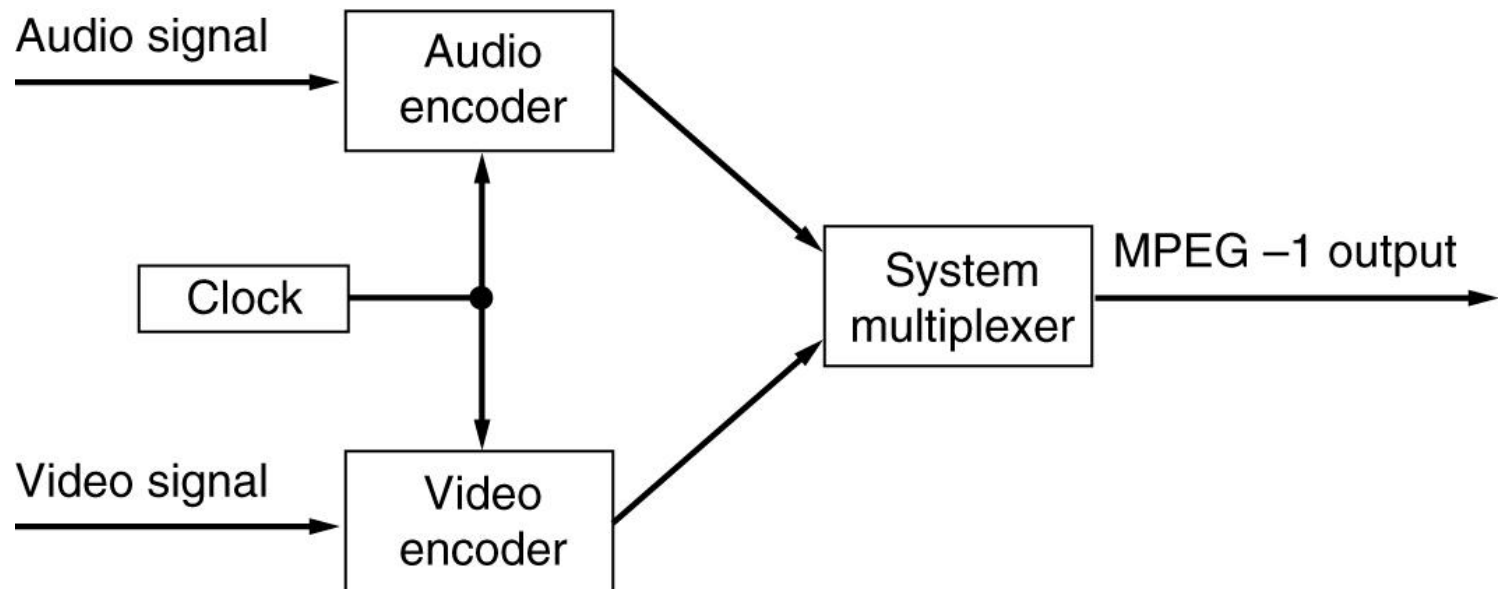 Audio signal
Audio
encoder
Clock
System
multiplexer
MPEG –1 output
Video signal
Video
encoder